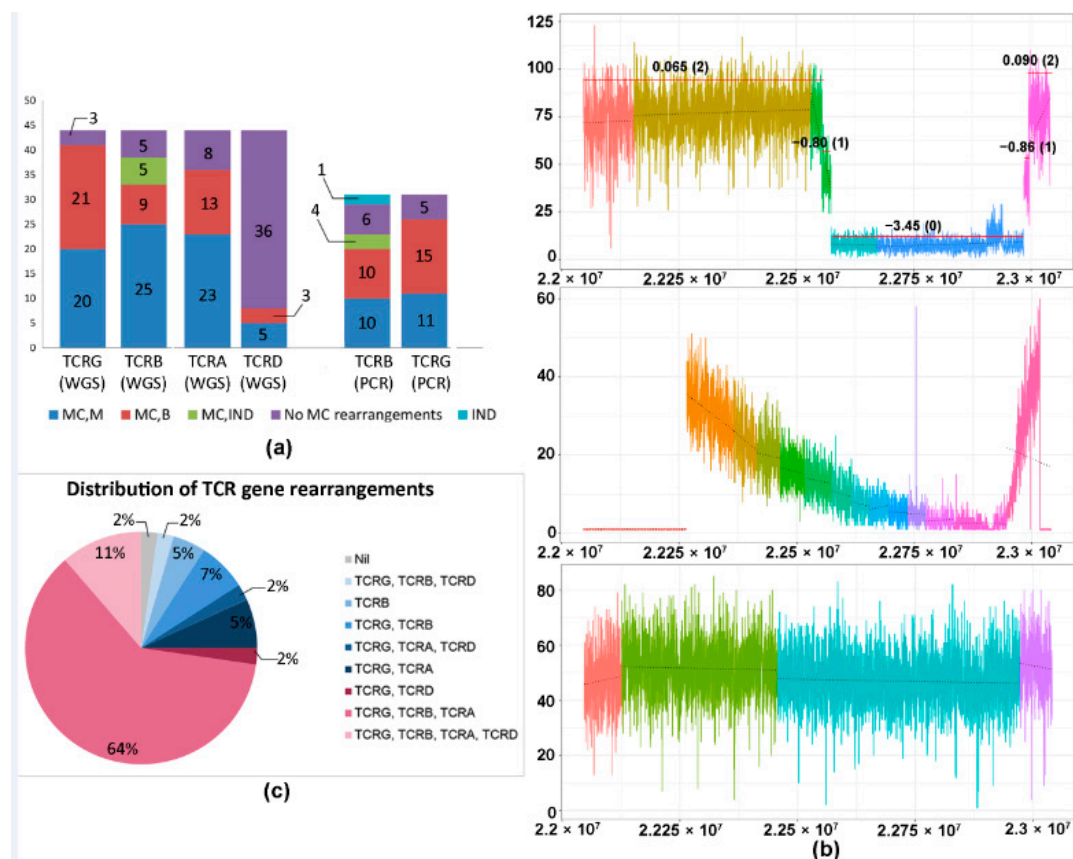 50
45
40
35
30
25
20
15
10
5
0
3
21
20
5
5
9
25
8
13
23
36
3
5
1
4
6
10
10
5
15
11
TCRG (WGS)
TCRB (WGS)
TCRA (WGS)
TCRD (WGS)
TCRB (PCR)
TCRG (PCR)
MC,M MC,B MC,IND No MC rearrangements IND
(a)
Distribution of TCR gene rearrangements
2%
2%
5%
7%
2%
5%
2%
64%
11%
Nil
TCRG, TCRB, TCRD
TCRB
TCRG, TCRB
TCRG, TCRA, TCRD
TCRG, TCRA
TCRG, TCRD
TCRG, TCRB, TCRA
TCRG, TCRB, TCRA, TCRD
(c)
125
100
75
50
25
0
0.065 (2)
−0.80 (1)
−3.45 (0)
−0.86 (1)
0.090 (2)
2.2 × 10⁷ 2.225 × 10⁷ 2.25 × 10⁷ 2.275 × 10⁷ 2.3 × 10⁷
60
40
20
0
2.2 × 10⁷ 2.225 × 10⁷ 2.25 × 10⁷ 2.275 × 10⁷ 2.3 × 10⁷
80
60
40
20
0
2.2 × 10⁷ 2.225 × 10⁷ 2.25 × 10⁷ 2.275 × 10⁷ 2.3 × 10⁷
(b)